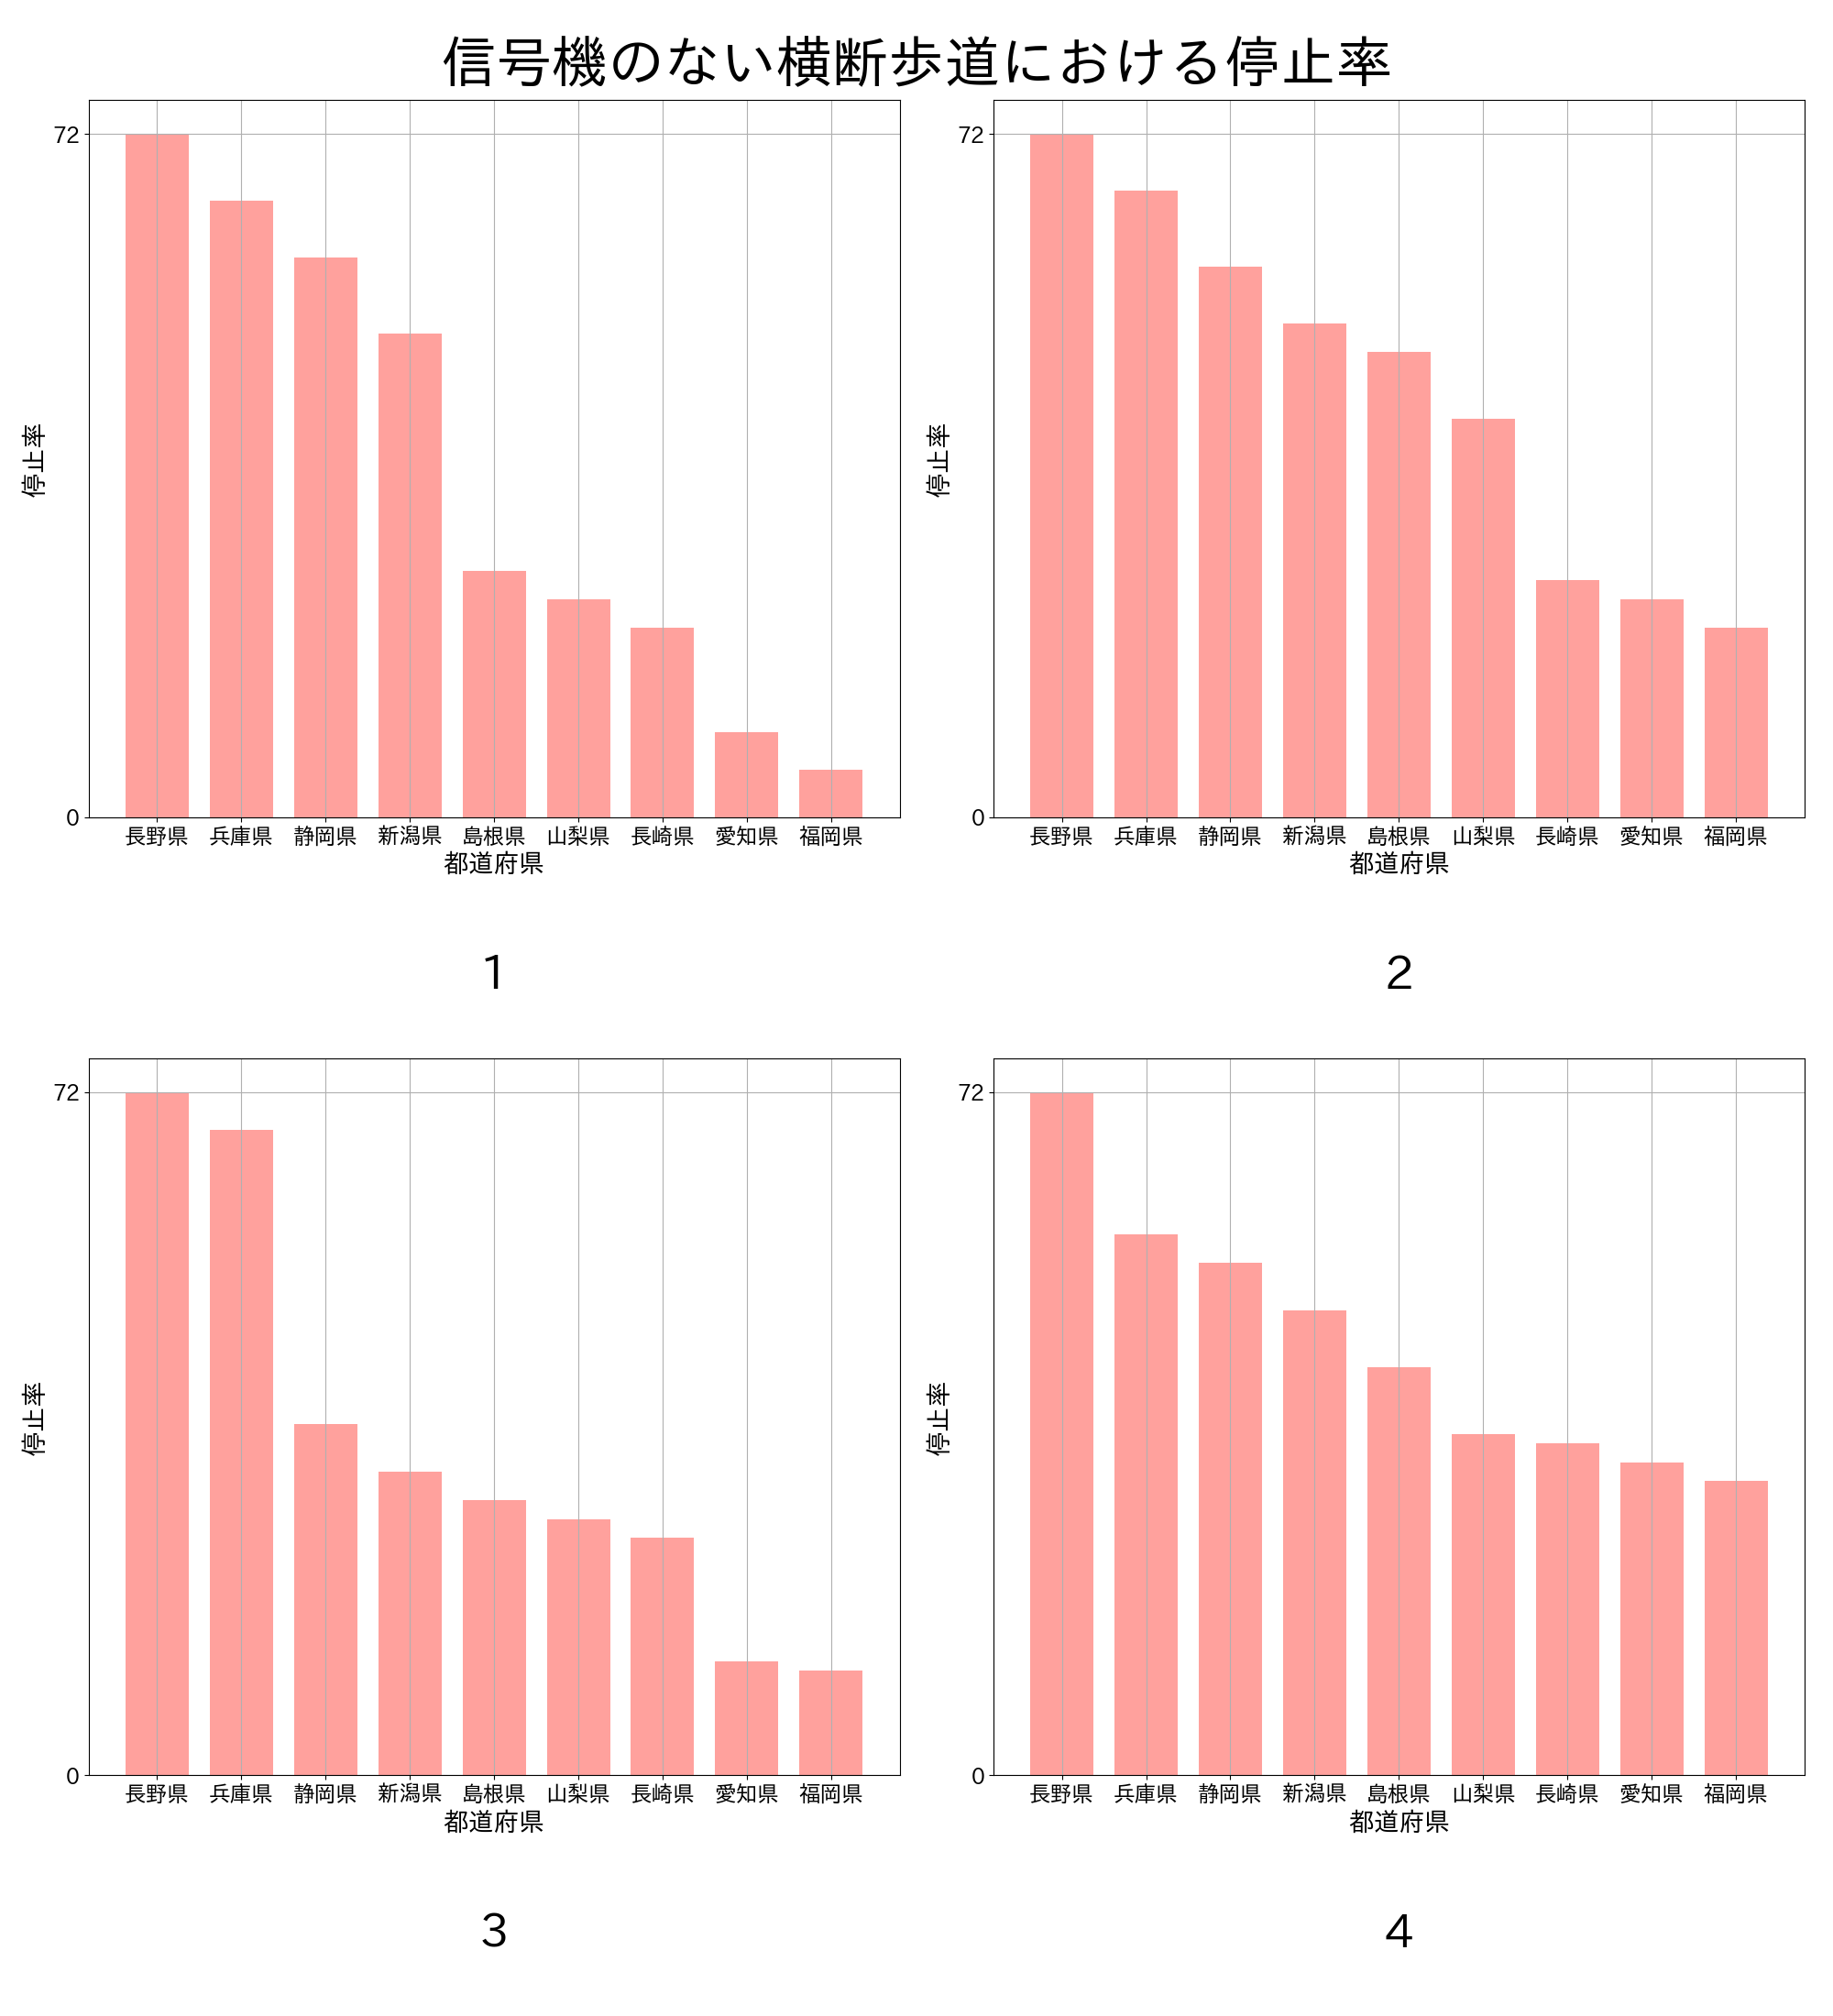 信号機のない横断歩道における停止率
72
停止率
0
長野県 兵庫県 静岡県 新潟県 島根県 山梨県 長崎県 愛知県 福岡県
都道府県
1
72
停止率
0
長野県 兵庫県 静岡県 新潟県 島根県 山梨県 長崎県 愛知県 福岡県
都道府県
2
72
停止率
0
長野県 兵庫県 静岡県 新潟県 島根県 山梨県 長崎県 愛知県 福岡県
都道府県
3
72
停止率
0
長野県 兵庫県 静岡県 新潟県 島根県 山梨県 長崎県 愛知県 福岡県
都道府県
4